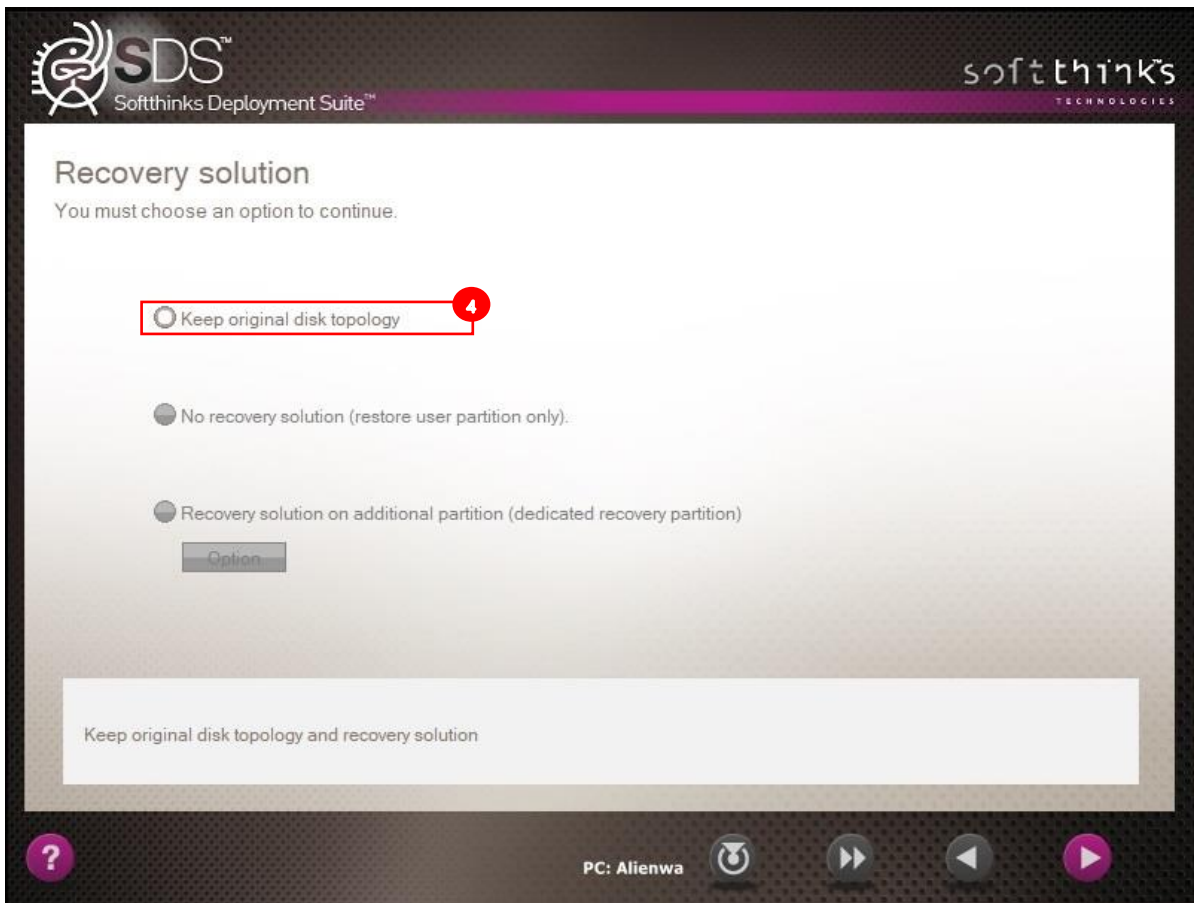 SDS™
Softthinks Deployment Suite™
softthinks
TECHNOLOGIES
Recovery solution
You must choose an option to continue.
Keep original disk topology
4
No recovery solution (restore user partition only).
Recovery solution on additional partition (dedicated recovery partition)
Option
Keep original disk topology and recovery solution
?
PC: Alienwa